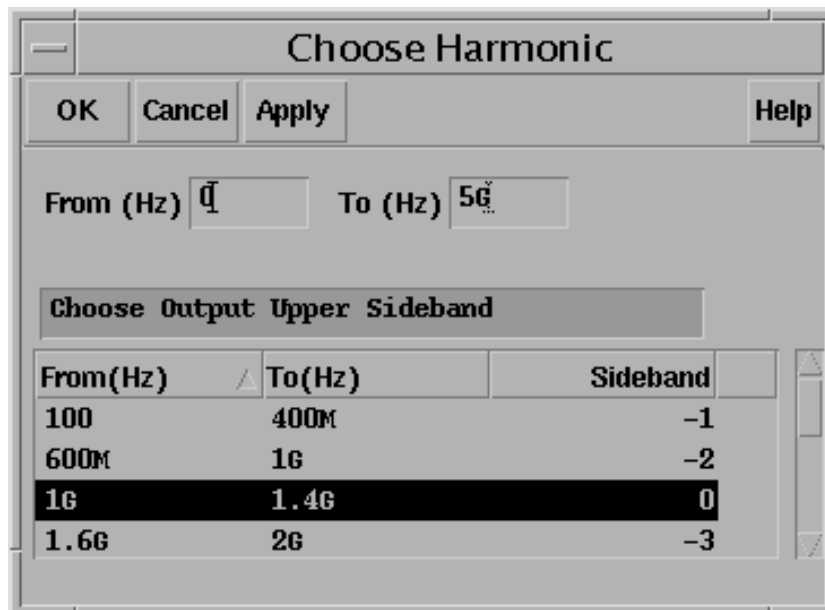 Choose Harmonic
OK Cancel Apply Help
From (Hz) 0 To (Hz) 5G
Choose Output Upper Sideband
From(Hz) To(Hz) Sideband
100 400M -1
600M 1G -2
1G 1.4G 0
1.6G 2G -3